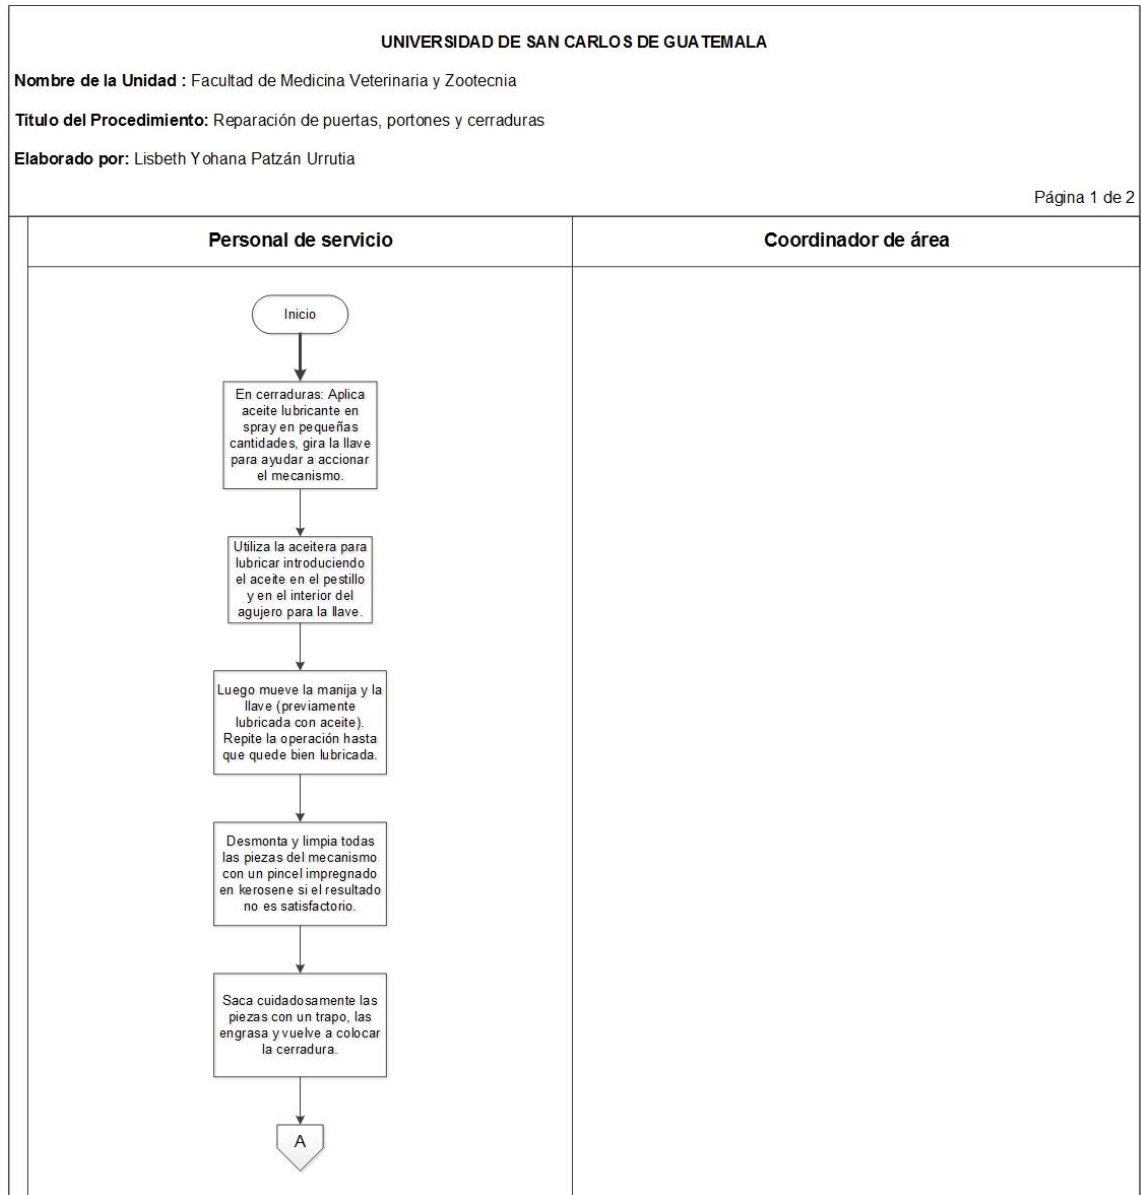 UNIVERSIDAD DE SAN CARLOS DE GUATEMALA
Nombre de la Unidad : Facultad de Medicina Veterinaria y Zootecnia
Título del Procedimiento: Reparación de puertas, portones y cerraduras
Elaborado por: Lisbeth Yohana Patzán Urrutia
Página 1 de 2
Personal de servicio
Coordinador de área
Inicio
En cerraduras: Aplica
aceite lubricante en
spray en pequeñas
cantidades, gira la llave
para ayudar a accionar
el mecanismo.
Utiliza la aceitera para
lubricar introduciendo
el aceite en el pestillo
y en el interior del
agujero para la llave.
Luego mueve la manija y la
llave (previamente
lubricada con aceite).
Repite la operación hasta
que quede bien lubricada.
Desmonta y limpia todas
las piezas del mecanismo
con un pincel impregnado
en kerosene si el resultado
no es satisfactorio.
Saca cuidadosamente las
piezas con un trapo, las
engrasa y vuelve a colocar
la cerradura.
A